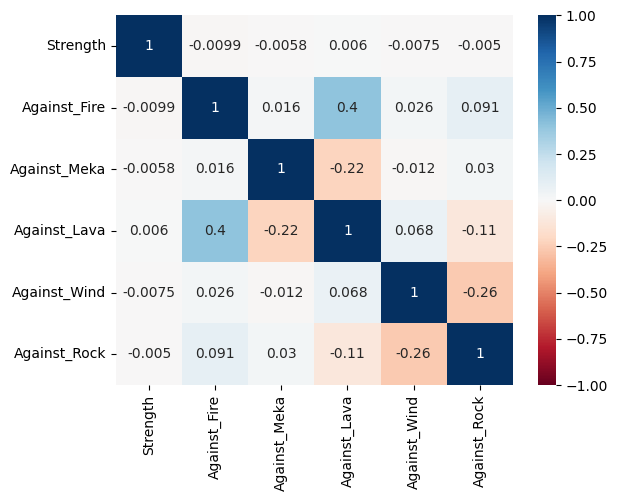 Strength 1 -0.0099 -0.0058 0.006 -0.0075 -0.005
Against_Fire -0.0099 1 0.016 0.4 0.026 0.091
Against_Meka -0.0058 0.016 1 -0.22 -0.012 0.03
Against_Lava 0.006 0.4 -0.22 1 0.068 -0.11
Against_Wind -0.0075 0.026 -0.012 0.068 1 -0.26
Against_Rock -0.005 0.091 0.03 -0.11 -0.26 1
Strength
Against_Fire
Against_Meka
Against_Lava
Against_Wind
Against_Rock
1.00
0.75
0.50
0.25
0.00
−0.25
−0.50
−0.75
−1.00